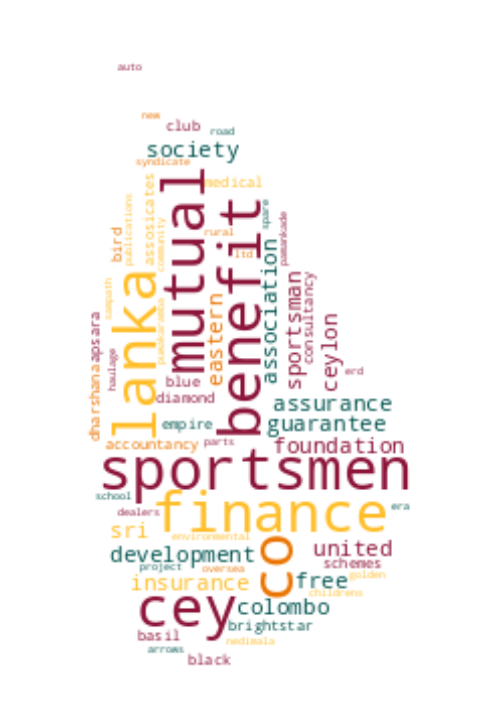 auto
new
club
road
society
syndicate
medical
mutual
benefit
lanka
assosicates
community
publications
bird
spare
pamankade
rural
ltd
association
eastern
sportsman
consultancy
ceylon
sampath
pumakaramba
apsara
dharshana
haulage
blue
diamond
erd
assurance
empire
guarantee
accountancy
parts
foundation
sportsmen
school
finance
era
dealers
sri
environmental
co
united
development
project
oversea
schemes
insurance
free
golden
childrens
cey
colombo
brightstar
basil
nedimala
arrows
black